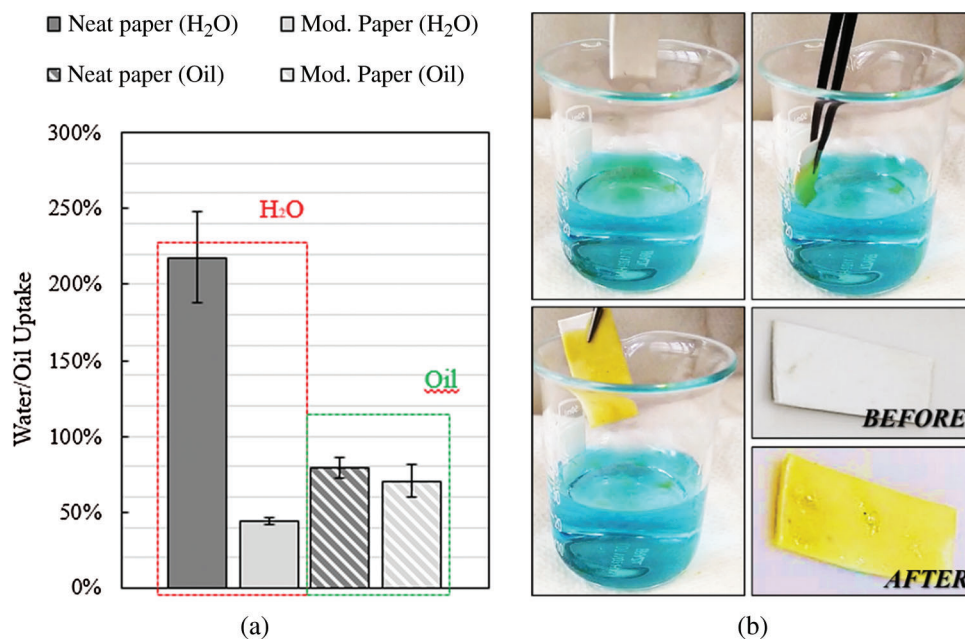 Neat paper (H₂O) Mod. Paper (H₂O)
Neat paper (Oil) Mod. Paper (Oil)
300%
250%
200%
150%
100%
50%
0%
Water/Oil Uptake
H₂O
Oil
BEFORE
AFTER
(a) (b)